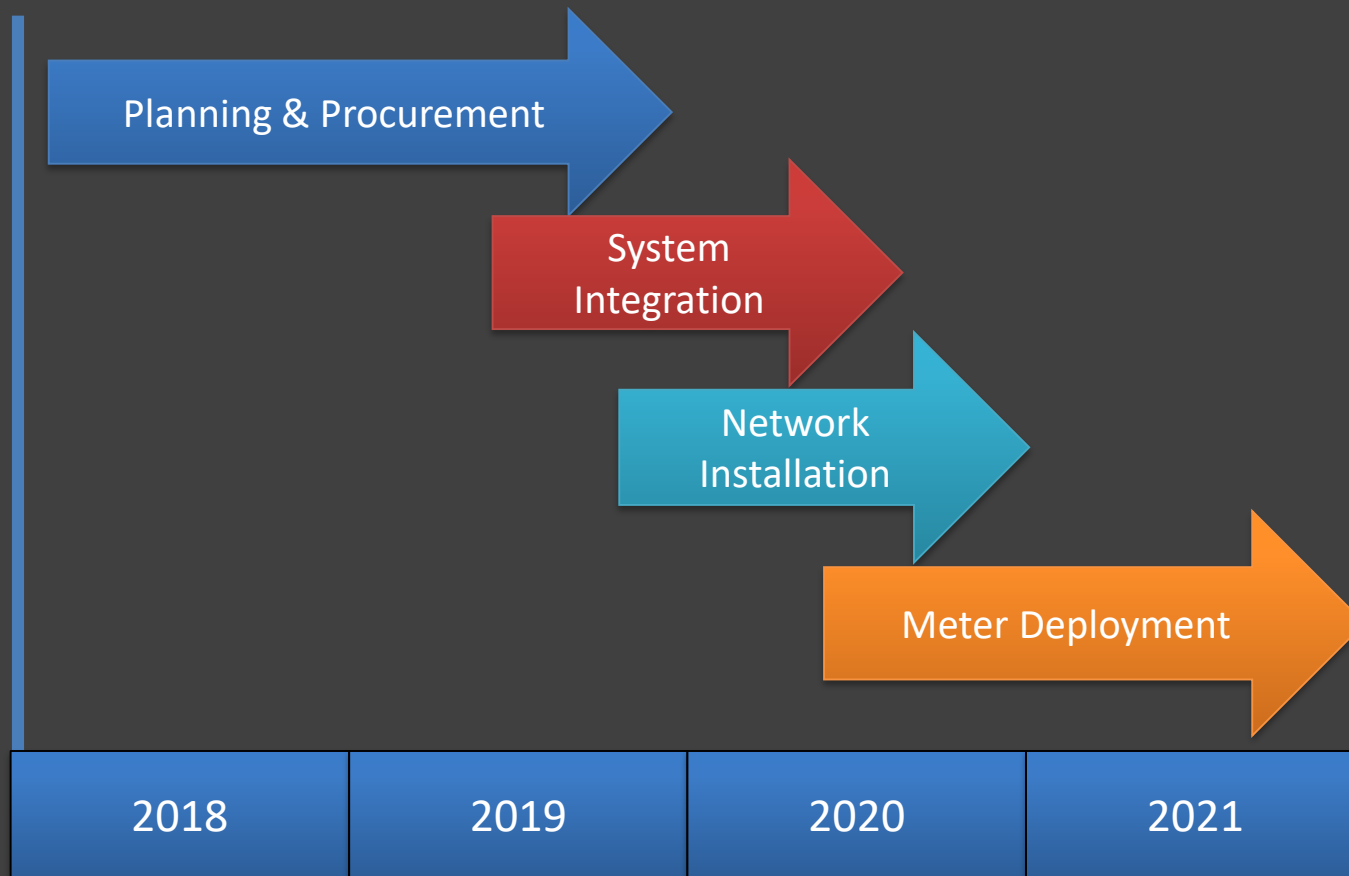 Planning & Procurement
System
Integration
Network
Installation
Meter Deployment
2018
2019
2020
2021